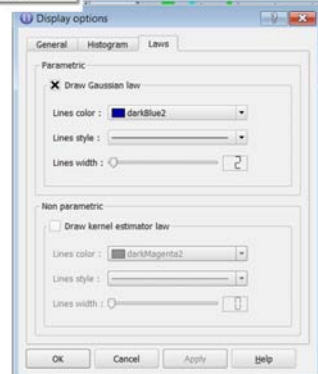 Display options
General Histogram Laws
Parametric
Draw Gaussian law
Lines color : darkBlue2
Lines style :
Lines width : 2
Non parametric
Draw kernel estimator law
Lines color : darkMagenta2
Lines style :
Lines width : 0
OK Cancel Apply Help